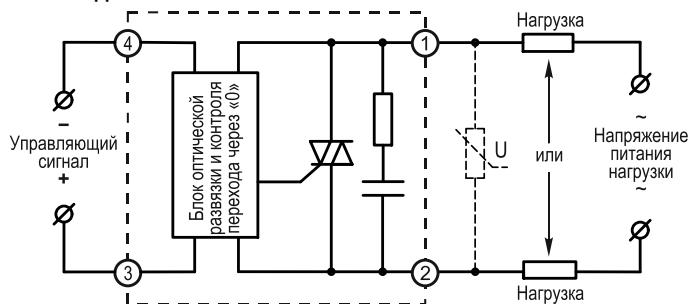 Нагрузка
4
1
–
Управляющий
сигнал
+
Блок оптической
развязки и контроля
перехода через «0»
U
или
~
Напряжение
питания
нагрузки
~
3
2
Нагрузка